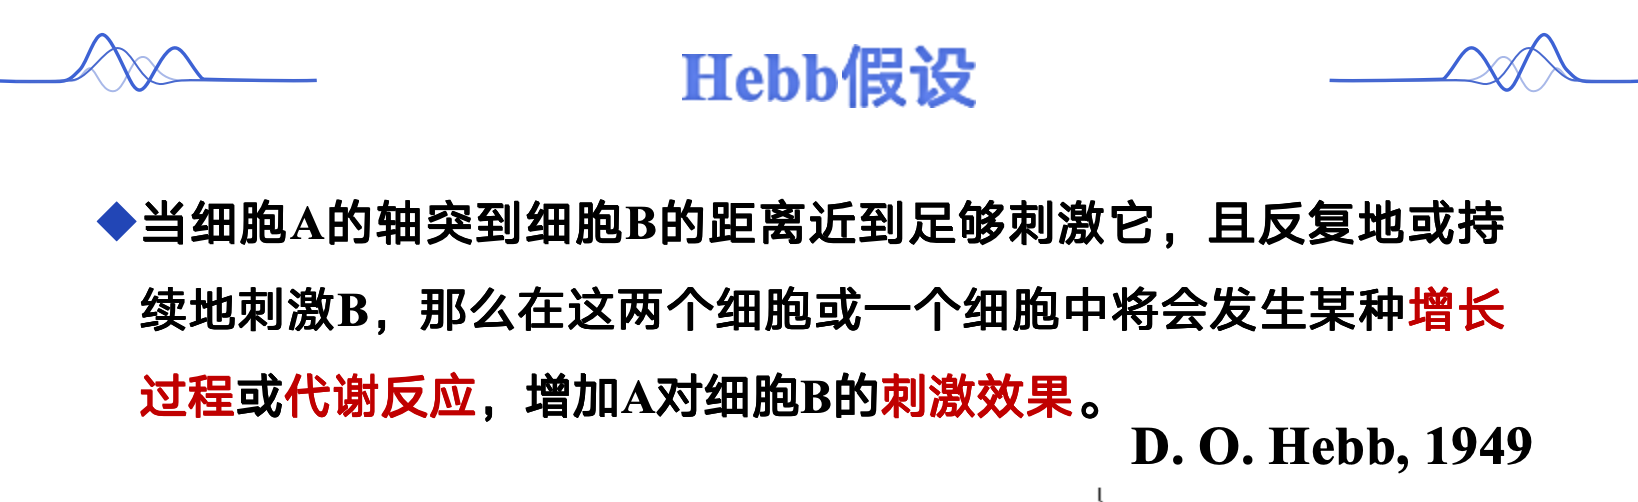 Hebb假设
当细胞A的轴突到细胞B的距离近到足够刺激它，且反复地或持
续地刺激B，那么在这两个细胞或一个细胞中将会发生某种增长
过程或代谢反应，增加A对细胞B的刺激效果。
D. O. Hebb, 1949